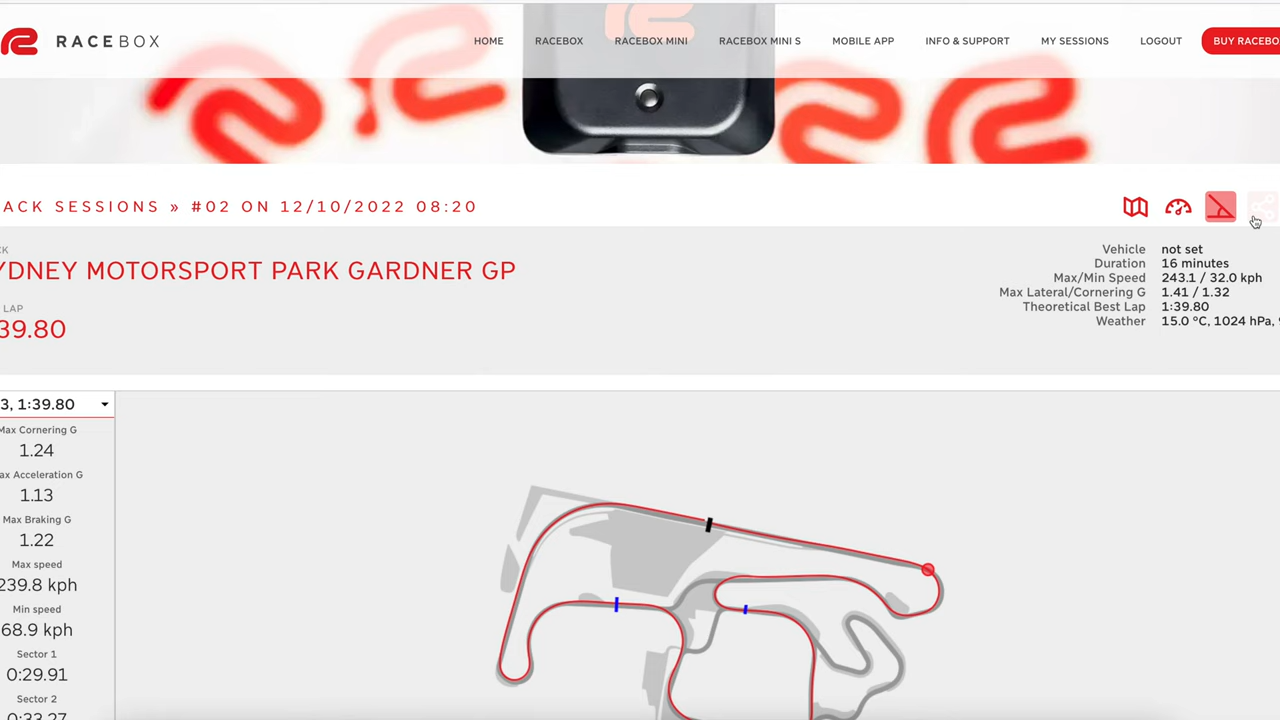 RACEBOX
HOME RACEBOX RACEBOX MINI EBOX MINI S MOBILE APP INFO & SUPPORT MY SESSIONS LOGOUT BUY RACEBO
ACK SESSIONS » #02 ON 12/10/2022 08:20
CK
YDNEY MOTORSPORT PARK GARDNER GP
LAP
39.80
Vehicle not set
Duration 16 minutes
Max/Min Speed 243.1 / 32.0 kph
Max Lateral/Cornering G 1.41 / 1.32
Theoretical Best Lap 1:39.80
Weather 15.0 °C, 1024 hPa,
3, 1:39.80
Max Cornering G
1.24
ax Acceleration G
1.13
Max Braking G
1.22
Max speed
239.8 kph
Min speed
68.9 kph
Sector 1
0:29.91
Sector 2
0:33.27